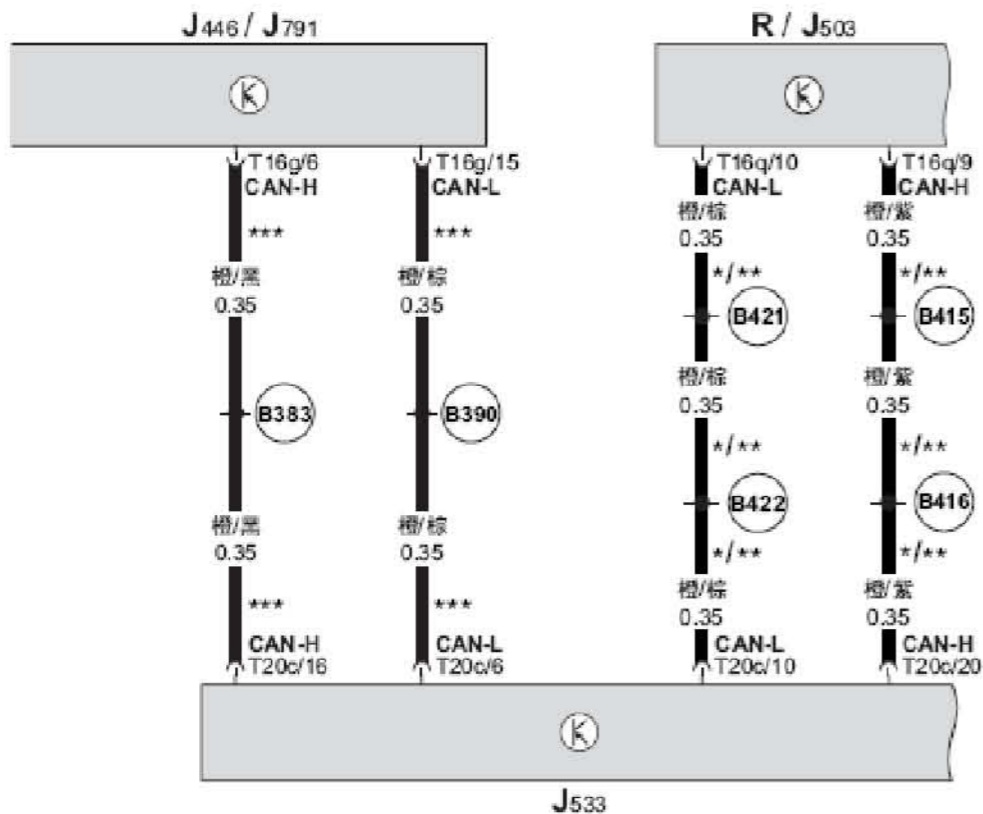 J446 / J791
R / J503
T16g/6
T16g/15
T16q/10
T16q/9
CAN-H
CAN-L
CAN-L
CAN-H
***
***
橙/棕
橙/紫
0.35
0.35
橙/黑
橙/棕
*/**
*/**
0.35
0.35
B421
B415
橙/棕
橙/紫
0.35
0.35
B383
B390
*/**
*/**
B422
B416
橙/黑
橙/棕
0.35
0.35
*/**
*/**
橙/棕
橙/紫
***
***
0.35
0.35
CAN-H
CAN-L
CAN-L
CAN-H
T20c/16
T20c/6
T20c/10
T20c/20
J533